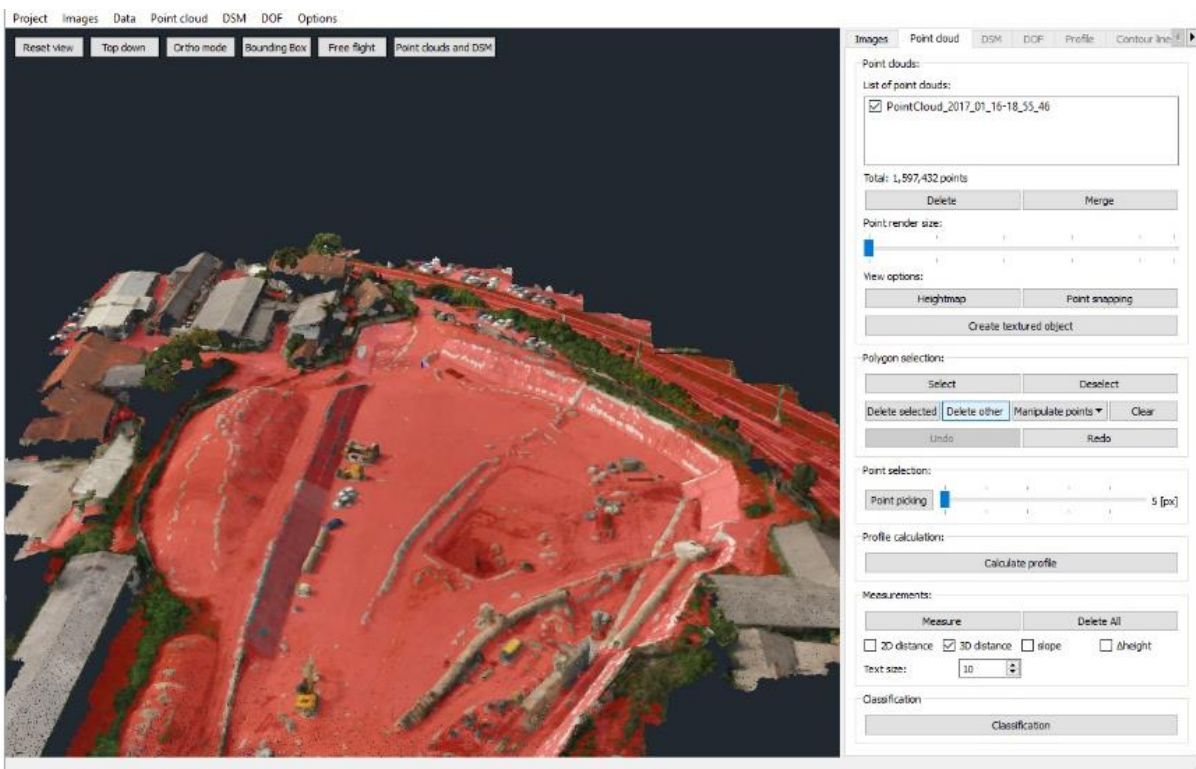 Project Images Data Point cloud DSM DOF Options
Reset view Top down Ortho mode Bounding Box Free flight Point clouds and DSM
Images Point cloud DSM DOF Profile Contour line
Point clouds:
List of point clouds:
PointCloud_2017_01_16-18_55_46
Total: 1,597,432 points
Delete Merge
Point render size:
View options:
Heightmap Point snapping
Create textured object
Polygon selection:
Select Deselect
Delete selected Delete other Manipulate points Clear
Undo Redo
Point selection:
Point picking 5 [px]
Profile calculation:
Calculate profile
Measurements:
Measure Delete All
2D distance 3D distance slope Δheight
Text size: 10
Classification
Classification